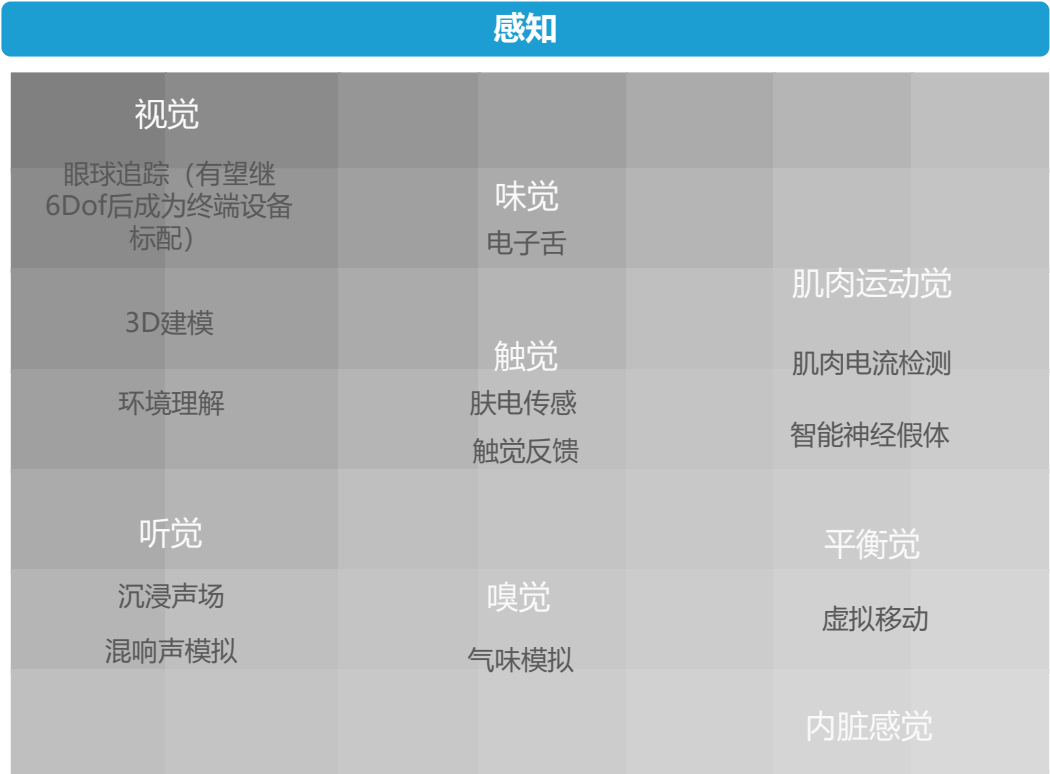 感知
视觉
眼球追踪（有望继
6Dof后成为终端设备
标配）
3D建模
环境理解
听觉
沉浸声场
混响声模拟
味觉
电子舌
触觉
肤电传感
触觉反馈
嗅觉
气味模拟
肌肉运动觉
肌肉电流检测
智能神经假体
平衡觉
虚拟移动
内脏感觉